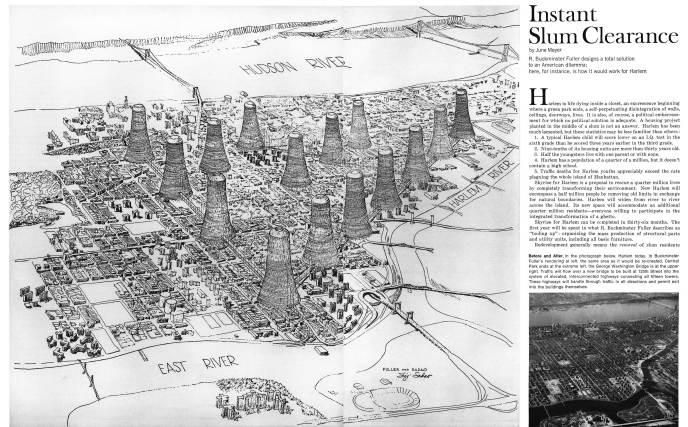 HUDSON RIVER
EAST RIVER
FULLER AND SADAO
Instant
Slum Clearance
by June Meyer
R. Buckminster Fuller designs a total solution
to an American dilemma:
here, for instance, is how it would work for Harlem
Harlem is life dying inside a closet, an excrescence beginning
where a green park ends, a self-perpetuating disintegration of walls,
ceilings, doorways, lives. It is also, of course, a political embarrass-
ment for which no political solution is adequate. A housing project
planted in the middle of a slum is not an answer. Harlem has been
much lamented, but these statistics may be less familiar than others:
1. A typical Harlem child will score lower on an I.Q. test in the
sixth grade than he scored three years earlier in the third grade.
2. Nine-tenths of its housing units are more than thirty years old.
3. Half the youngsters live with one parent or with none.
4. Harlem has a population of a quarter of a million, but it doesn't
contain a high school.
5. Traffic deaths for Harlem youths appreciably exceed the rate
plaguing the whole island of Manhattan.
Skyrise for Harlem is a proposal to rescue a quarter million lives
by completely transforming their environment. New Harlem will
encompass a half million people by removing old limits in exchange
for natural boundaries. Harlem will widen from river to river
across the island. Its new space will accommodate an additional
quarter million residents—everyone willing to participate in the
integrated transformation of a ghetto.
Skyrise for Harlem can be completed in thirty-six months. The
first year will be spent in what R. Buckminster Fuller describes as
"tooling up": organizing the mass production of structural parts
and utility units, including all basic furniture.
Redevelopment generally means the removal of slum residents
Before and After. In the photograph below, Harlem today. In Buckminster
Fuller's rendering at left, the same area as it would be re-created. Central
Park ends at the extreme left; the George Washington Bridge is at the upper
right. Traffic will flow over a new bridge to be built at 125th Street into the
system of elevated, interconnected highways connecting all fifteen towers.
These highways will handle through traffic in all directions and permit exit
into the buildings themselves.